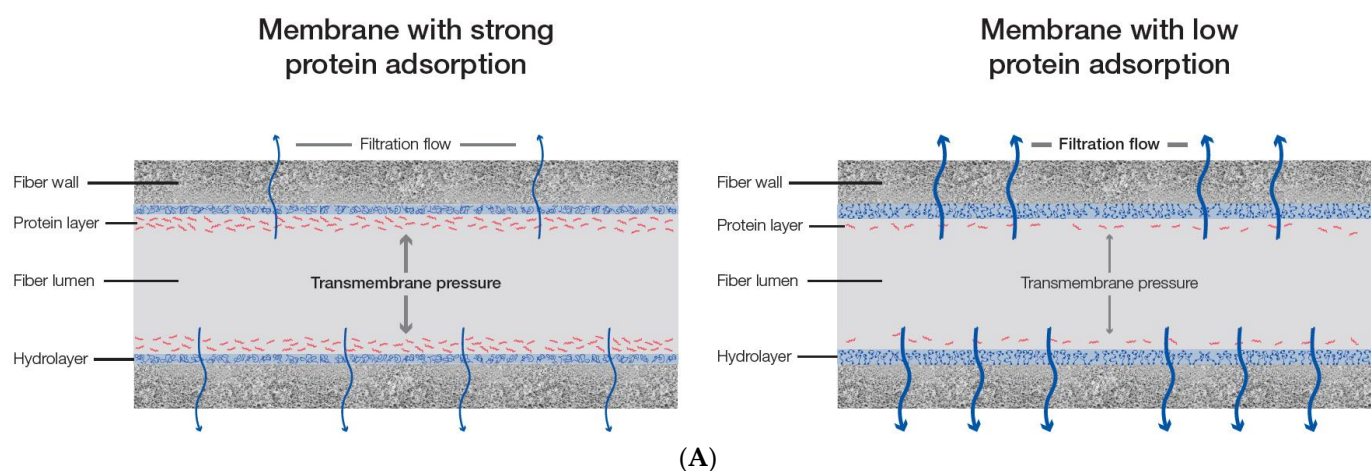 Membrane with strong
protein adsorption
Filtration flow
Fiber wall
Protein layer
Fiber lumen
Transmembrane pressure
Hydrolayer
Membrane with low
protein adsorption
Filtration flow
Fiber wall
Protein layer
Fiber lumen
Transmembrane pressure
Hydrolayer
(A)